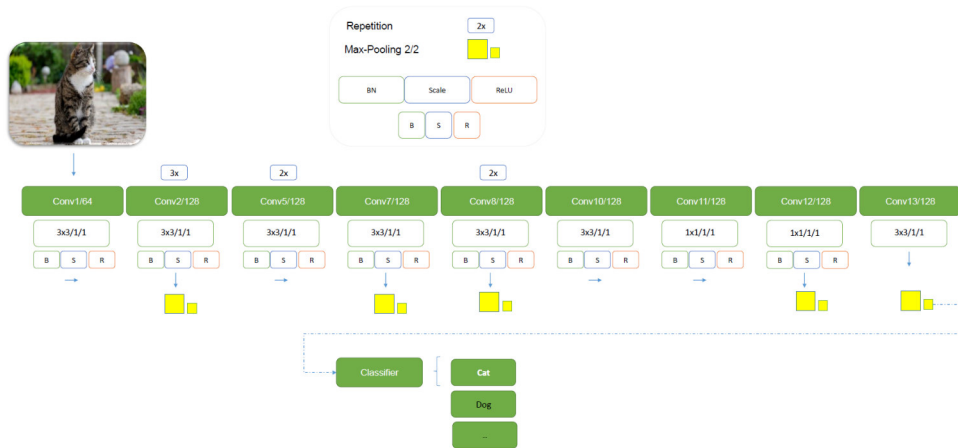 Repetition 2x
Max-Pooling 2/2
BN Scale ReLU
B S R
3x 2x 2x
Conv1/64 Conv2/128 Conv5/128 Conv7/128 Conv8/128 Conv10/128 Conv11/128 Conv12/128 Conv13/128
3x3/1/1 3x3/1/1 3x3/1/1 3x3/1/1 3x3/1/1 3x3/1/1 1x1/1/1 1x1/1/1 3x3/1/1
B S R B S R B S R B S R B S R B S R B S R B S R
Classifier Cat
Dog
..